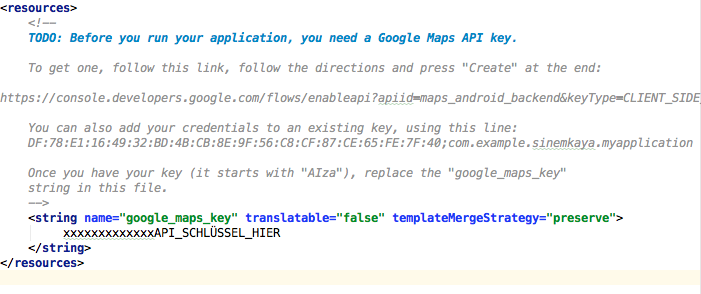 <resources>
<!--
TODO: Before you run your application, you need a Google Maps API key.
To get one, follow this link, follow the directions and press "Create" at the end:
https://console.developers.google.com/flows/enableapi?apiid=maps_android_backend&keyType=CLIENT_SIDE_
You can also add your credentials to an existing key, using this line:
DF:78:E1:16:49:32:BD:4B:CB:8E:9F:56:C8:CF:87:CE:65:FE:7F:40;com.example.sinemkaya.myapplication
Once you have your key (it starts with "AIza"), replace the "google_maps_key"
string in this file.
-->
<string name="google_maps_key" translatable="false" templateMergeStrategy="preserve">
xxxxxxxxxxxxxAPI_SCHLÜSSEL_HIER
</string>
</resources>